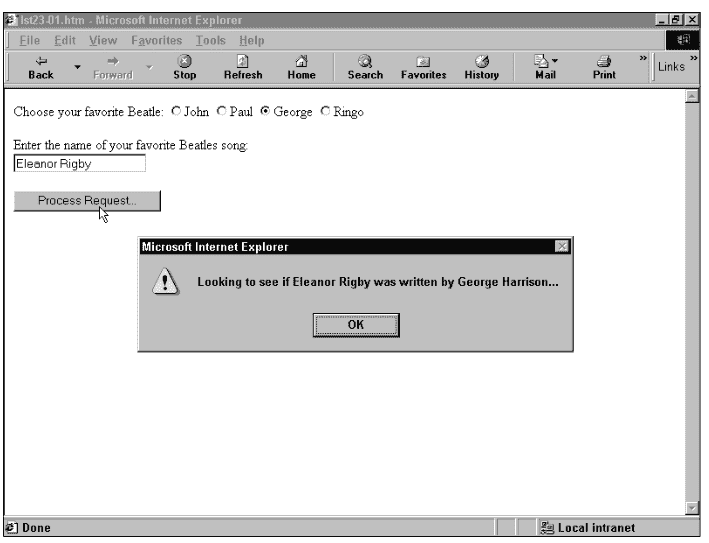 lst23-01.htm - Microsoft Internet Explorer
File Edit View Favorites Tools Help
Back Forward Stop Refresh Home Search Favorites History Mail Print » Links »
Choose your favorite Beatle: John Paul George Ringo
Enter the name of your favorite Beatles song:
Eleanor Rigby
Process Request...
Microsoft Internet Explorer
Looking to see if Eleanor Rigby was written by George Harrison...
OK
Done Local intranet